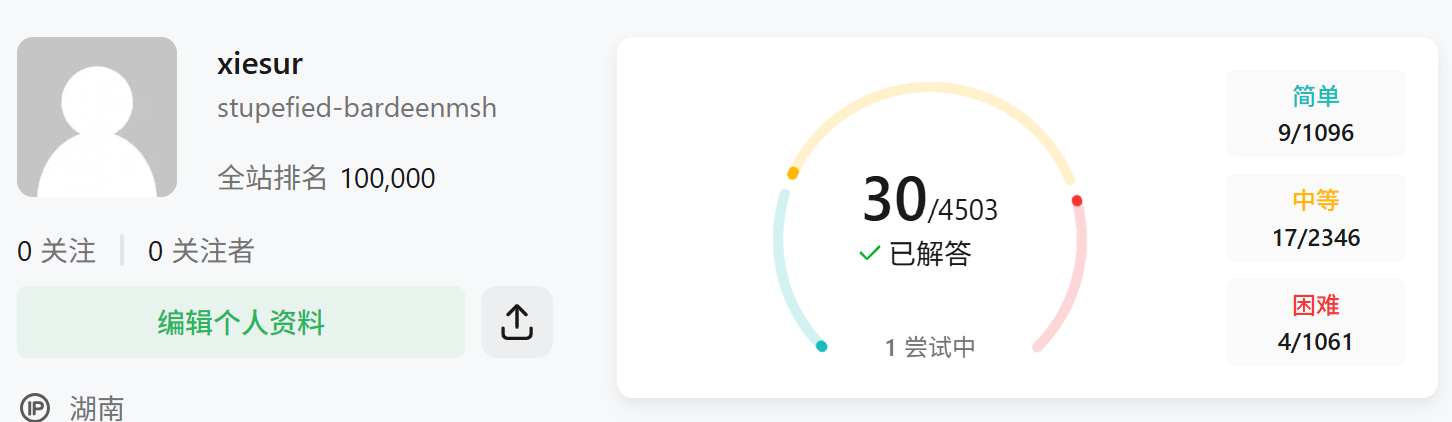 xiesur
stupefied-bardeenmsh
全站排名 100,000
0 关注 0 关注者
编辑个人资料
IP 湖南
30/4503
已解答
1 尝试中
简单
9/1096
中等
17/2346
困难
4/1061